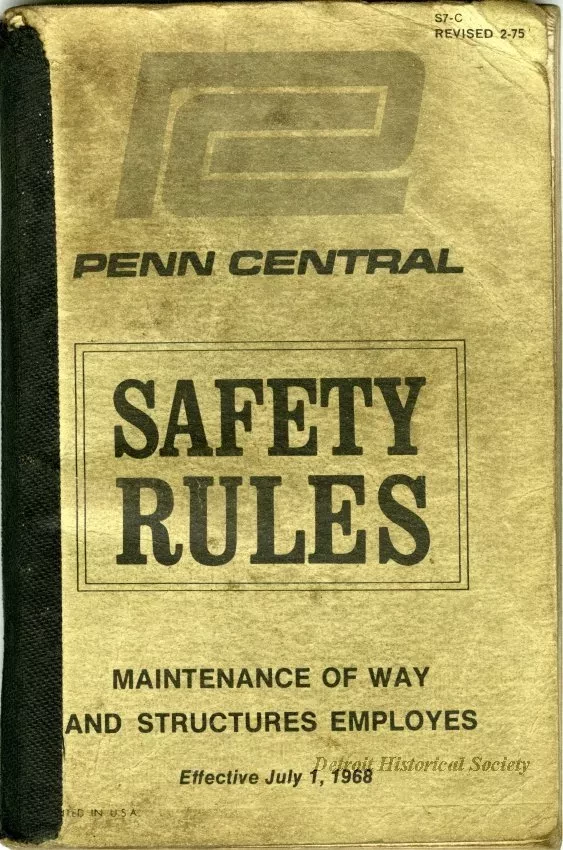 S7-C
REVISED 2-75
PENN CENTRAL
SAFETY
RULES
MAINTENANCE OF WAY
AND STRUCTURES EMPLOYES
Detroit Historical Society
Effective July 1, 1968
IN U.S.A.